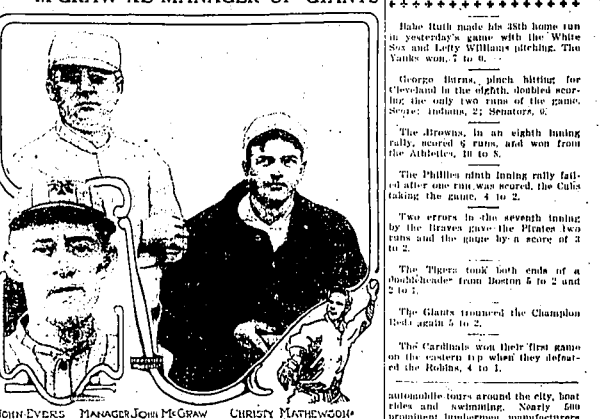 McGRAW AS MANAGER OF GIANTS
JOHN-EVERS MANAGER JOHN McGRAW CHRISTY MATHEWSON
Babe Ruth made his 38th home run
in yesterday's game with the White
Sox and Lefty Williams pitching. The
Yanks won, 7 to 0.
George Burns, pinch hitting for
Cleveland in the eighth, doubled scor-
ing the only two runs of the game.
Score: Indians, 2; Senators, 0.
The Browns, in an eighth inning
rally, scored 6 runs, and won from
the Athletics, 10 to 8.
The Phillies ninth inning rally fail-
ed after one run was scored, the Cubs
taking the game, 4 to 2.
Two errors in the seventh inning
by the Braves gave the Pirates two
runs and the game by a score of 3
to 2.
The Tigers took both ends of a
doubleheader from Boston 5 to 2 and
2 to 1.
The Giants trounced the Champion
Reds again 5 to 2.
The Cardinals won their first game
on the eastern trip when they defeat-
ed the Robins, 4 to 1.
automobile tours around the city, boat
rides and swimming. Nearly 500
prominent lumbermen, manufacturers